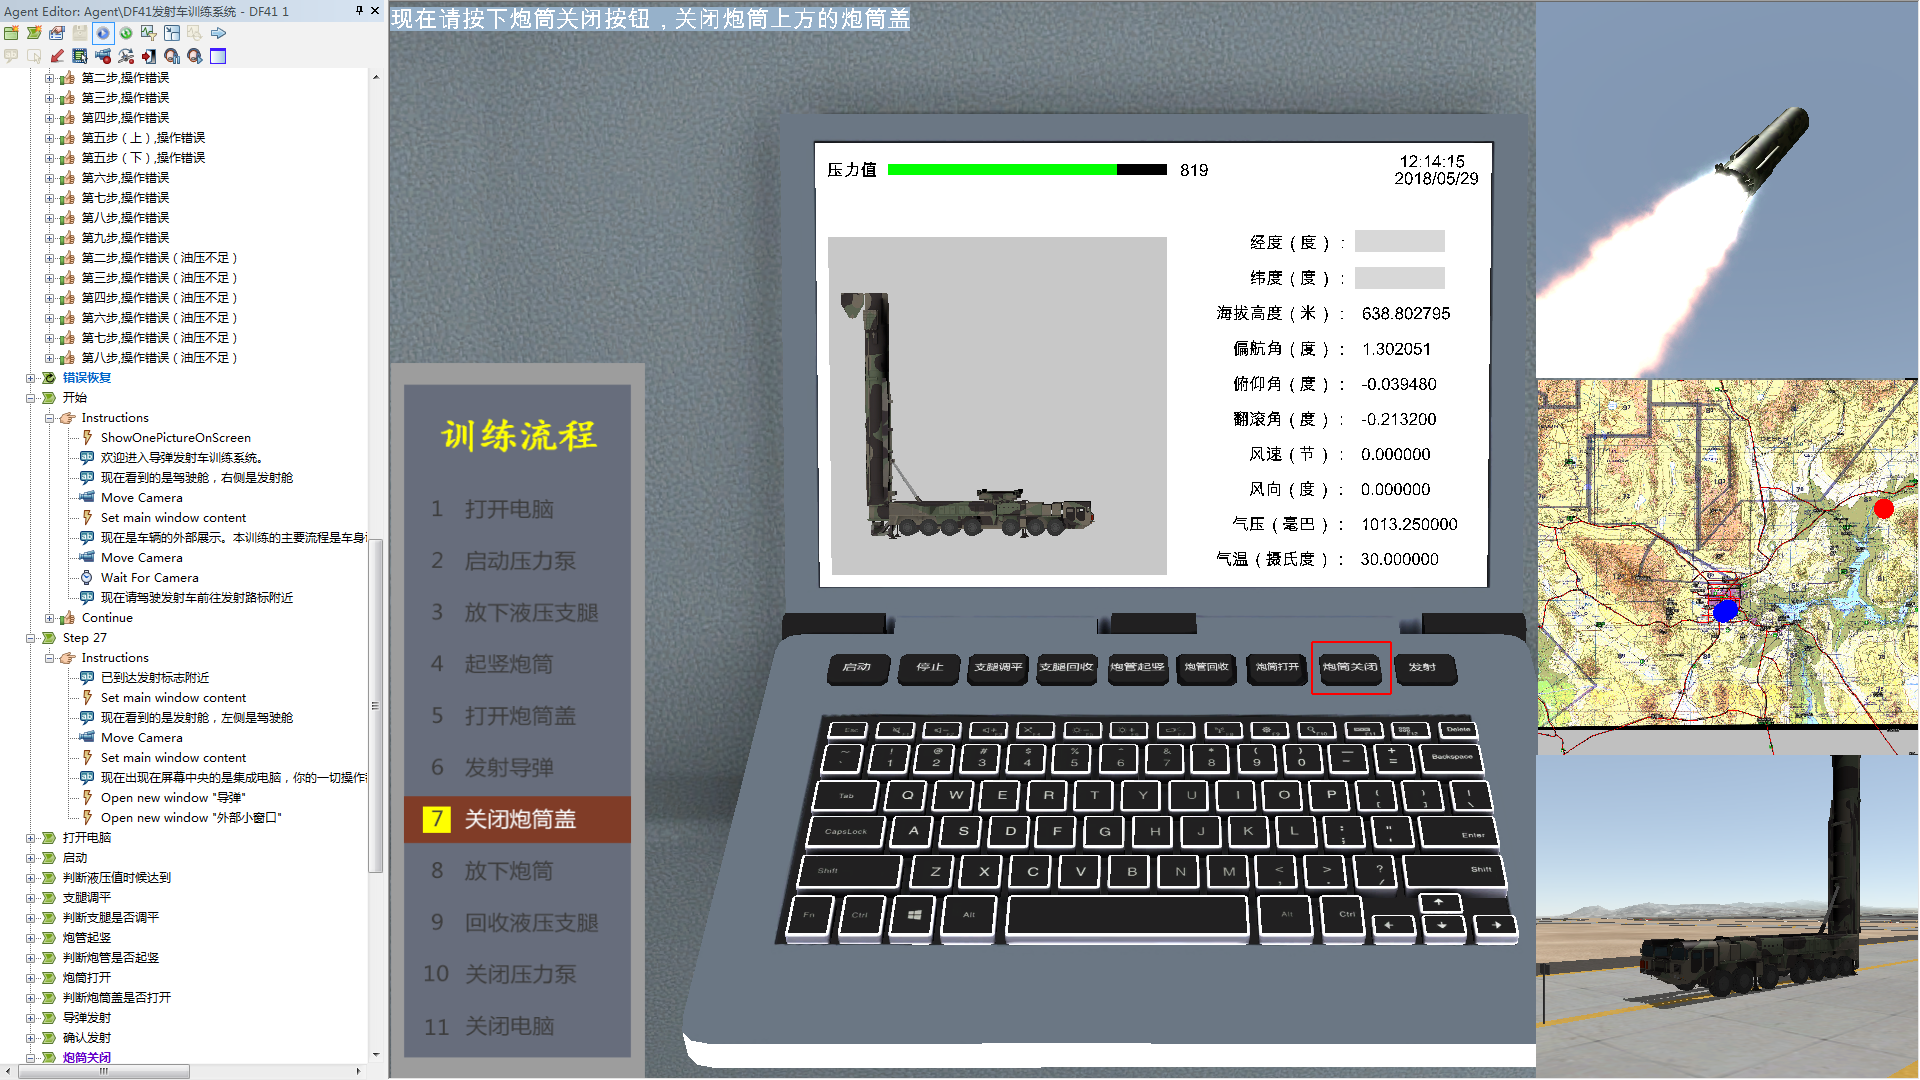 Agent Editor: Agent\DF41发射车训练系统 - DF41 1
第二步,操作错误
第三步,操作错误
第四步,操作错误
第五步（上）,操作错误
第五步（下）,操作错误
第六步,操作错误
第七步,操作错误
第八步,操作错误
第九步,操作错误
第二步,操作错误（油压不足）
第三步,操作错误（油压不足）
第四步,操作错误（油压不足）
第六步,操作错误（油压不足）
第七步,操作错误（油压不足）
第八步,操作错误（油压不足）
错误恢复
开始
Instructions
ShowOnePictureOnScreen
欢迎进入导弹发射车训练系统。
现在看到的是驾驶舱，右侧是发射舱
Move Camera
Set main window content
现在是车辆的外部展示。本训练的主要流程是车身
Move Camera
Wait For Camera
现在请驾驶发射车前往发射路标附近
Continue
Step 27
Instructions
已到达发射标志附近
Set main window content
现在看到的是发射舱，左侧是驾驶舱
Move Camera
Set main window content
现在出现在屏幕中央的是集成电脑，你的一切操作
Open new window "导弹"
Open new window "外部小窗口"
打开电脑
启动
判断液压值时候达到
支腿调平
判断支腿是否调平
炮管起竖
判断炮管是否起竖
炮筒打开
判断炮筒盖是否打开
导弹发射
确认发射
炮筒关闭
现在请按下炮筒关闭按钮，关闭炮筒上方的炮筒盖
训练流程
1 打开电脑
2 启动压力泵
3 放下液压支腿
4 起竖炮筒
5 打开炮筒盖
6 发射导弹
7 关闭炮筒盖
8 放下炮筒
9 回收液压支腿
10 关闭压力泵
11 关闭电脑
压力值 819
12:14:15
2018/05/29
经度（度）：
纬度（度）：
海拔高度（米）： 638.802795
偏航角（度）： 1.302051
俯仰角（度）： -0.039480
翻滚角（度）： -0.213200
风速（节）： 0.000000
风向（度）： 0.000000
气压（毫巴）： 1013.250000
气温（摄氏度）： 30.000000
启动 停止 支腿调平 支腿回收 炮管起竖 炮管回收 炮筒打开 炮筒关闭 发射
Esc Delete
~ ! @ # $ % ^ & * ( ) — + Backspace
1 2 3 4 5 6 7 8 9 0 - =
Tab Q W E R T Y U I O P { } |
[ ] \
CapsLock A S D F G H J K L : " Enter
; '
Shift Z X C V B N M < > ? Shift
, . /
Fn Ctrl Alt Alt Ctrl